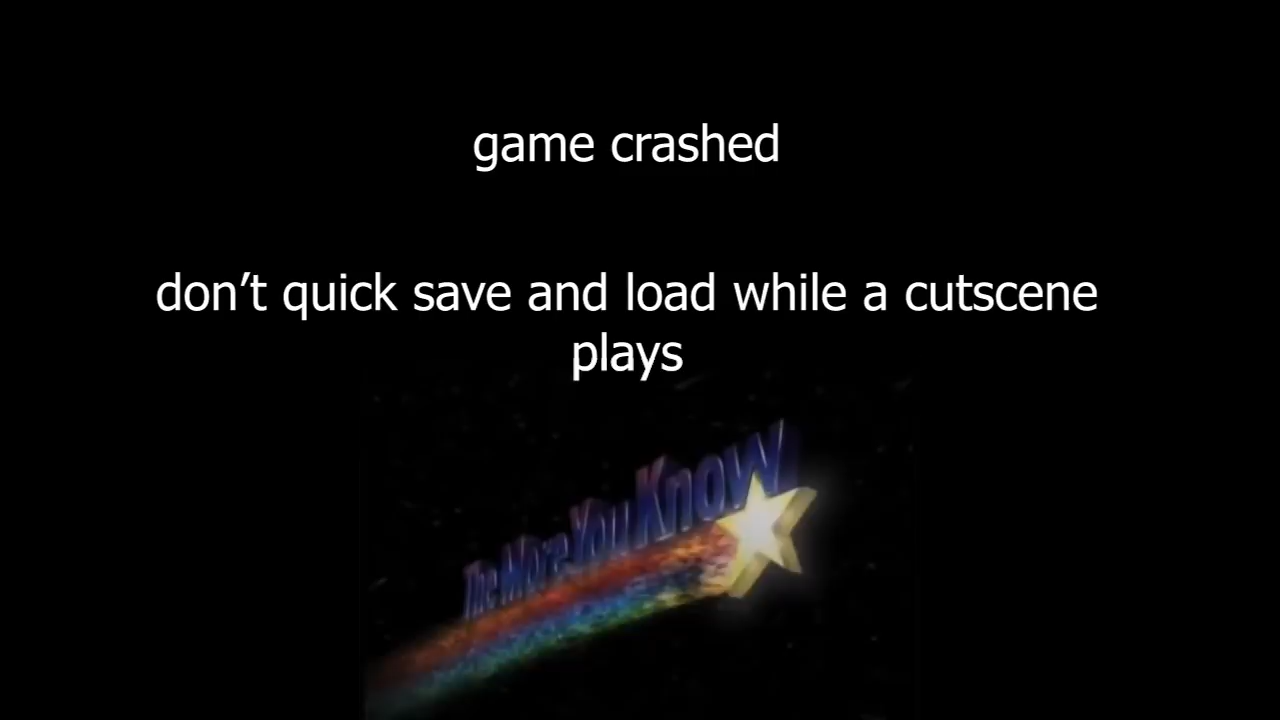 game crashed
don’t quick save and load while a cutscene
plays
The More You Know